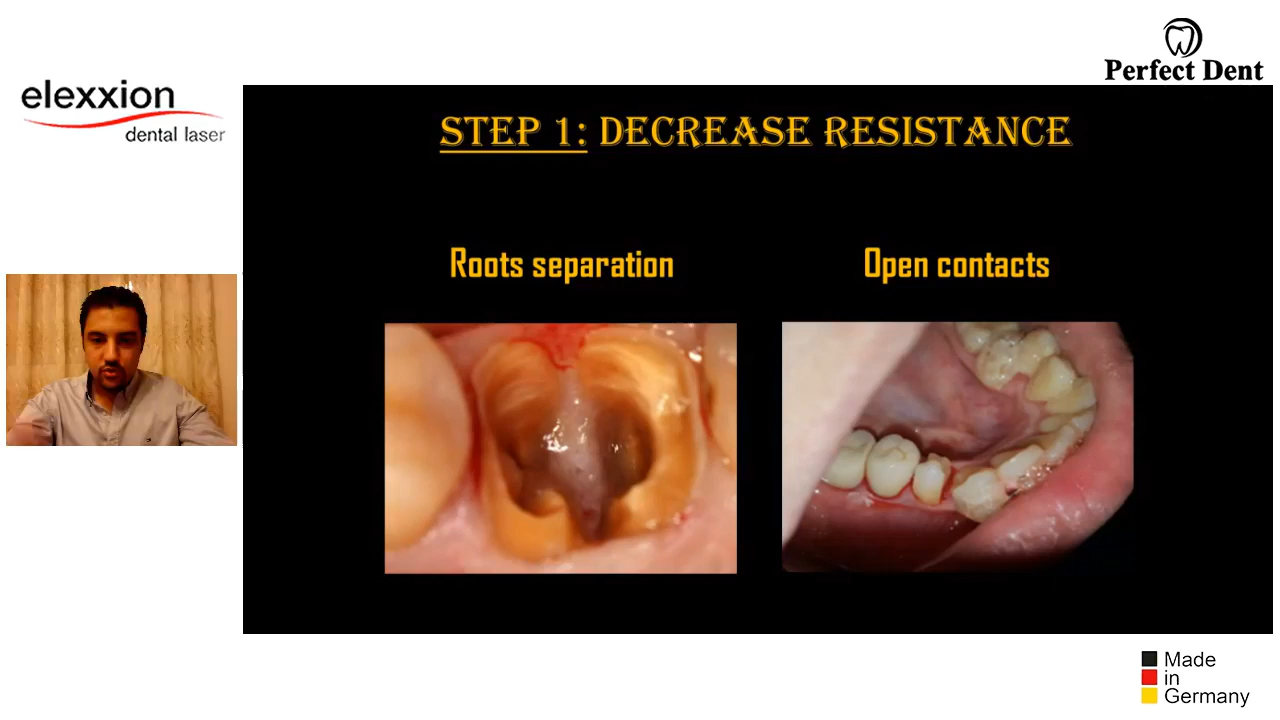 Perfect Dent
elexxion
dental laser
STEP 1: DECREASE RESISTANCE
Roots separation
Open contacts
Made
in
Germany